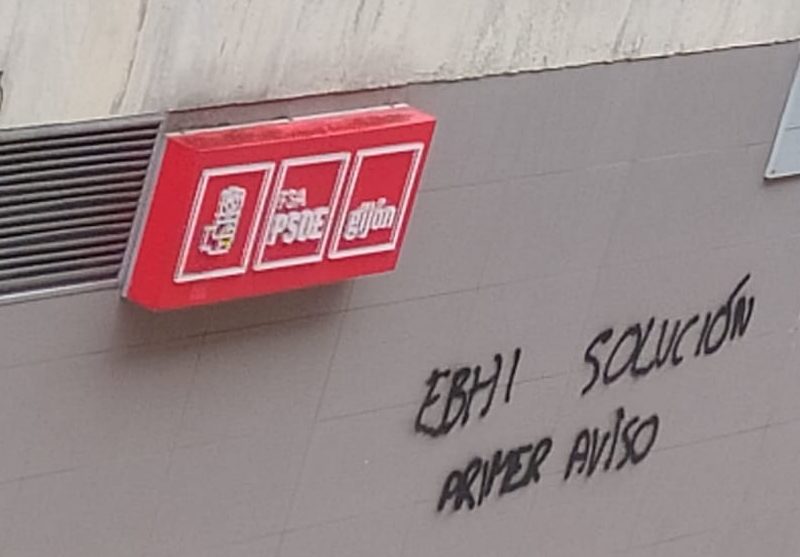 FSA
PSOE
gijón
EBHI SOLUCIÓN
PRIMER AVISO